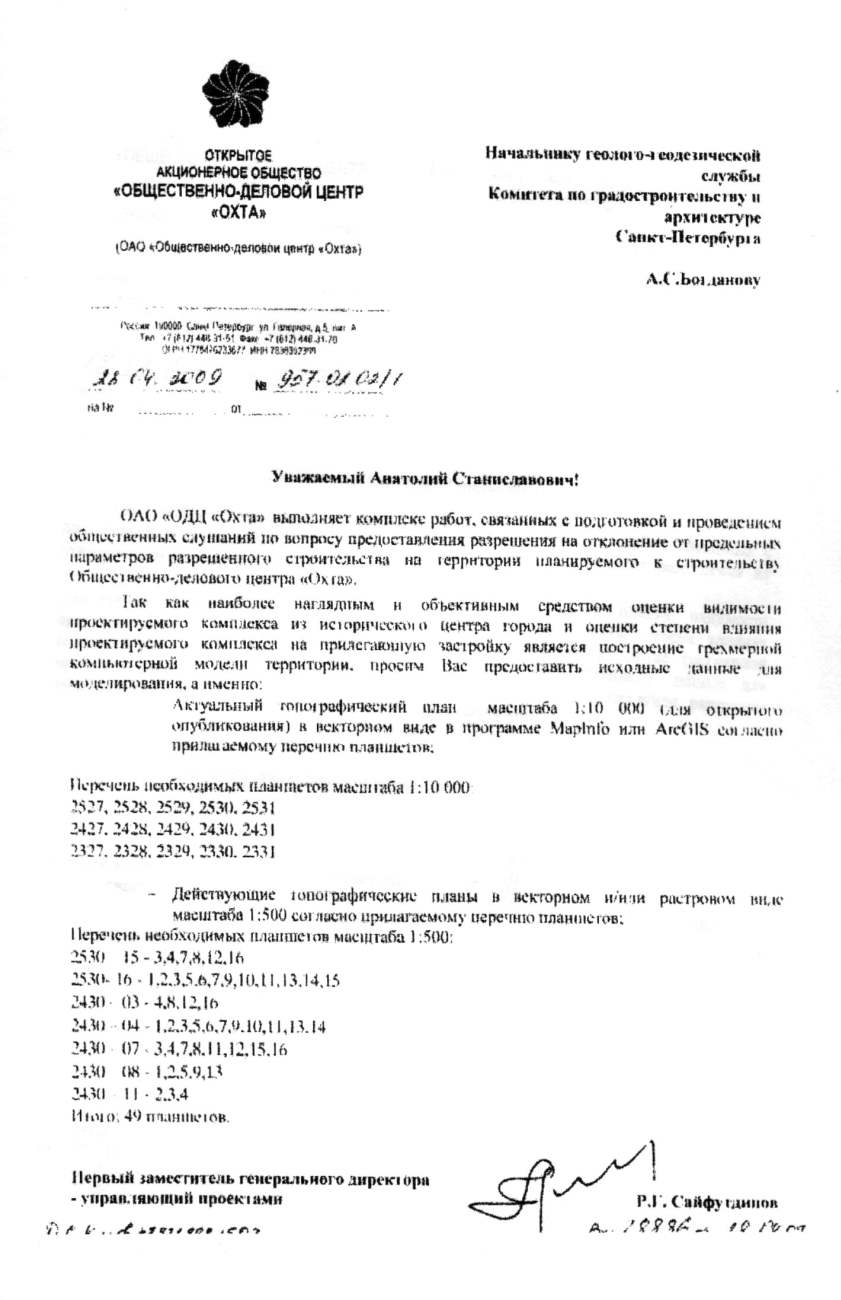 ОТКРЫТОЕ
АКЦИОНЕРНОЕ ОБЩЕСТВО
«ОБЩЕСТВЕННО-ДЕЛОВОЙ ЦЕНТР
«ОХТА»
(ОАО «Общественно-деловой центр «Охта»)
Россия 190000 Санкт-Петербург ул. Галерная, д.5, лит. А
Тел. +7 (812) 448-31-51 Факс +7 (812) 448-31-70
28 04. 2009 № 957-01 02/1
на № от
Начальнику геолого-геодезической
службы
Комитета по градостроительству и
архитектуре
Санкт-Петербурга
А.С.Богданову
Уважаемый Анатолий Станиславович!
ОАО «ОДЦ «Охта» выполняет комплекс работ, связанных с подготовкой и проведением
общественных слушаний по вопросу предоставления разрешения на отклонение от предельных
параметров разрешенного строительства на территории планируемого к строительству
Общественно-делового центра «Охта».
Так как наиболее наглядным и объективным средством оценки видимости
проектируемого комплекса из исторического центра города и оценки степени влияния
проектируемого комплекса на прилегающую застройку является построение трехмерной
компьютерной модели территории, просим Вас предоставить исходные данные для
моделирования, а именно:
Актуальный топографический план масштаба 1:10 000 (для открытого
опубликования) в векторном виде в программе MapInfo или ArcGIS согласно
прилагаемому перечню планшетов;
Перечень необходимых планшетов масштаба 1:10 000:
2527, 2528, 2529, 2530, 2531
2427, 2428, 2429, 2430, 2431
2327, 2328, 2329, 2330, 2331
- Действующие топографические планы в векторном и/или растровом виде
масштаба 1:500 согласно прилагаемому перечню планшетов;
Перечень необходимых планшетов масштаба 1:500:
2530 15 - 3,4,7,8,12,16
2530- 16 - 1,2,3,5,6,7,9,10,11,13,14,15
2430 - 03 - 4,8,12,16
2430 - 04 - 1,2,3,5,6,7,9,10,11,13,14
2430 - 07 - 3,4,7,8,11,12,15,16
2430 08 - 1,2,5,9,13
2430 - 11 - 2,3,4
Итого: 49 планшетов.
Первый заместитель генерального директора
- управляющий проектами
Р.Г. Сайфутдинов